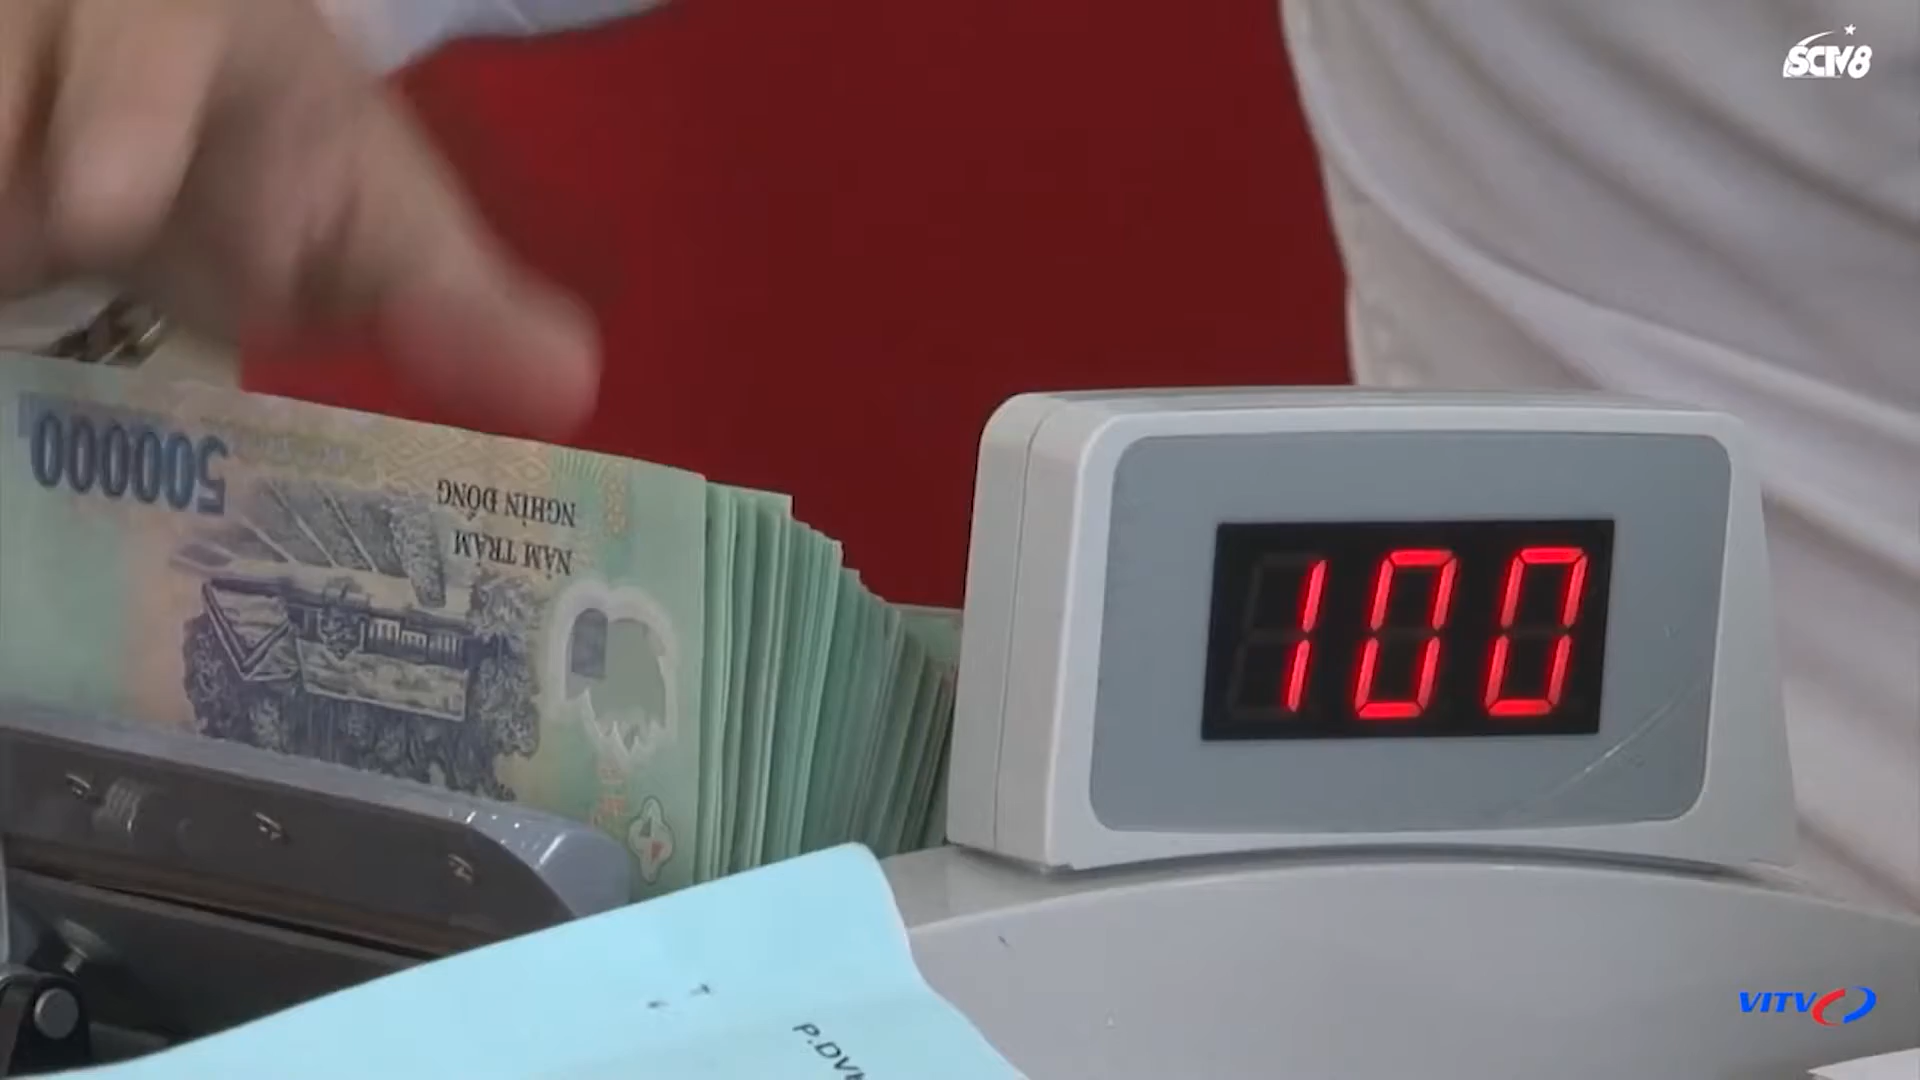 SCTV8
500000
NĂM TRĂM
NGHÌN ĐỒNG
100
P.DV
VITV